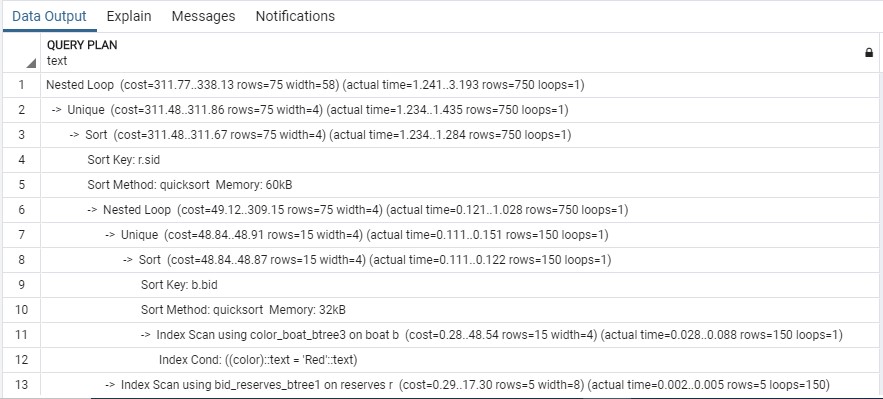 Data Output Explain Messages Notifications
QUERY PLAN
text
1 Nested Loop (cost=311.77..338.13 rows=75 width=58) (actual time=1.241..3.193 rows=750 loops=1)
2 -> Unique (cost=311.48..311.86 rows=75 width=4) (actual time=1.234..1.435 rows=750 loops=1)
3 -> Sort (cost=311.48..311.67 rows=75 width=4) (actual time=1.234..1.284 rows=750 loops=1)
4 Sort Key: r.sid
5 Sort Method: quicksort Memory: 60kB
6 -> Nested Loop (cost=49.12..309.15 rows=75 width=4) (actual time=0.121..1.028 rows=750 loops=1)
7 -> Unique (cost=48.84..48.91 rows=15 width=4) (actual time=0.111..0.151 rows=150 loops=1)
8 -> Sort (cost=48.84..48.87 rows=15 width=4) (actual time=0.111..0.122 rows=150 loops=1)
9 Sort Key: b.bid
10 Sort Method: quicksort Memory: 32kB
11 -> Index Scan using color_boat_btree3 on boat b (cost=0.28..48.54 rows=15 width=4) (actual time=0.028..0.088 rows=150 loops=1)
12 Index Cond: ((color)::text = 'Red'::text)
13 -> Index Scan using bid_reserves_btree1 on reserves r (cost=0.29..17.30 rows=5 width=8) (actual time=0.002..0.005 rows=5 loops=150)